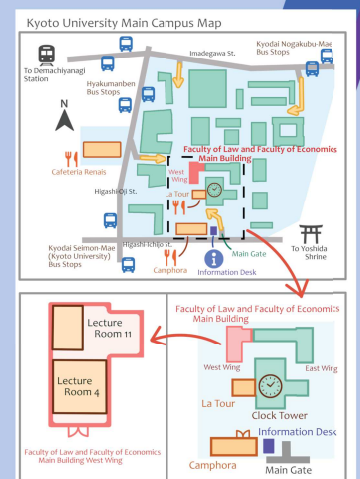 Kyoto University Main Campus Map
Imadegawa St.
Kyodai Nogakubu-Mae
Bus Stops
To Demachiyanagi
Station
Hyakumanben
Bus Stops
N
Faculty of Law and Faculty of Economics
Main Building
West
Wing
Cafeteria Renais
La Tour
Higashi-Oji St.
Higashi-Ichijo St.
Kyodai Seimon-Mae
(Kyoto University)
Bus Stops
Camphora
Information Desk
Main Gate
To Yoshida
Shrine
Lecture
Room 11
Lecture
Room 4
Faculty of Law and Faculty of Economics
Main Building West Wing
Faculty of Law and Faculty of Economics
Main Building
West Wing
East Wing
La Tour
Clock Tower
Information Desk
Camphora
Main Gate